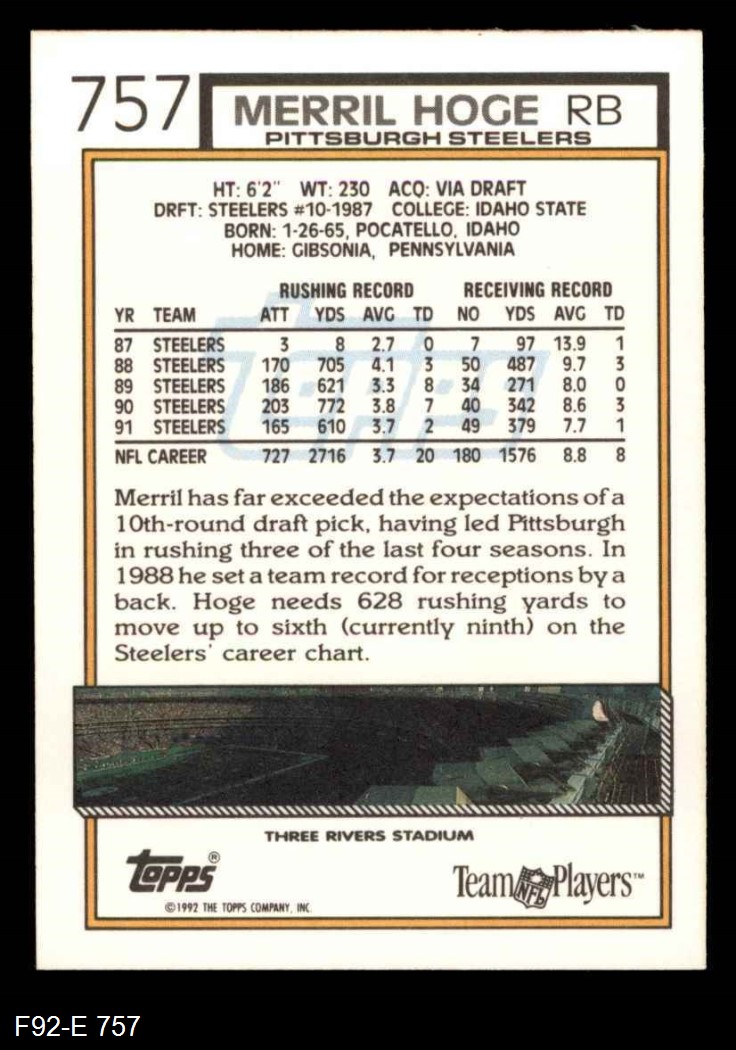 757 MERRIL HOGE RB
PITTSBURGH STEELERS
HT: 6'2" WT: 230 ACQ: VIA DRAFT
DRFT: STEELERS #10-1987 COLLEGE: IDAHO STATE
BORN: 1-26-65, POCATELLO, IDAHO
HOME: GIBSONIA, PENNSYLVANIA
RUSHING RECORD RECEIVING RECORD
YR TEAM ATT YDS AVG TD NO YDS AVG TD
87 STEELERS 3 8 2.7 0 7 97 13.9 1
88 STEELERS 170 705 4.1 3 50 487 9.7 3
89 STEELERS 186 621 3.3 8 34 271 8.0 0
90 STEELERS 203 772 3.8 7 40 342 8.6 3
91 STEELERS 165 610 3.7 2 49 379 7.7 1
NFL CAREER 727 2716 3.7 20 180 1576 8.8 8
topps
Merril has far exceeded the expectations of a
10th-round draft pick, having led Pittsburgh
in rushing three of the last four seasons. In
1988 he set a team record for receptions by a
back. Hoge needs 628 rushing yards to
move up to sixth (currently ninth) on the
Steelers' career chart.
THREE RIVERS STADIUM
topps®
©1992 THE TOPPS COMPANY, INC.
Team NFL Players™
F92-E 757